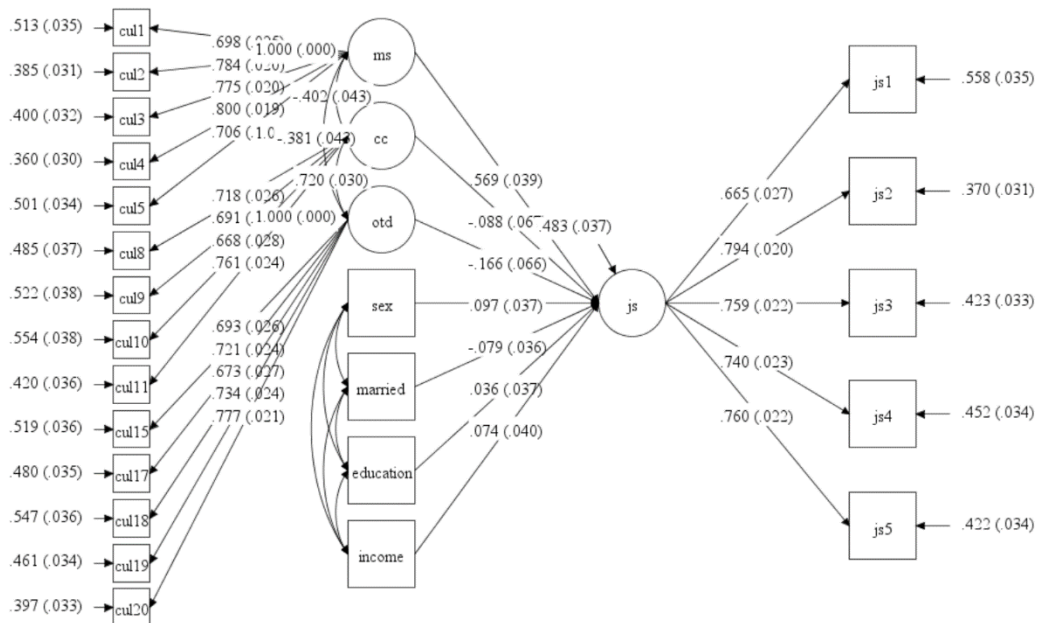 .513 (.035)
cul1
.385 (.031)
cul2
.400 (.032)
cul3
.360 (.030)
cul4
.501 (.034)
cul5
.485 (.037)
cul8
.522 (.038)
cul9
.554 (.038)
cul10
.420 (.036)
cul11
.519 (.036)
cul15
.480 (.035)
cul17
.547 (.036)
cul18
.461 (.034)
cul19
.397 (.033)
cul20
.698
1.000 (.000)
.784
.775 (.020)
.800 (.019)
.706
-.402 (.043)
-.381
.720 (.030)
.718 (.026)
.691
1.000 (.000)
.668 (.028)
.761 (.024)
.693 (.026)
.721 (.024)
.673 (.027)
.734 (.024)
.777 (.021)
ms
cc
otd
sex
married
education
income
.569 (.039)
-.088
.483 (.037)
-.166 (.066)
.097 (.037)
-.079 (.036)
.036 (.037)
.074 (.040)
js
.665 (.027)
.794 (.020)
.759 (.022)
.740 (.023)
.760 (.022)
js1
.558 (.035)
js2
.370 (.031)
js3
.423 (.033)
js4
.452 (.034)
js5
.422 (.034)